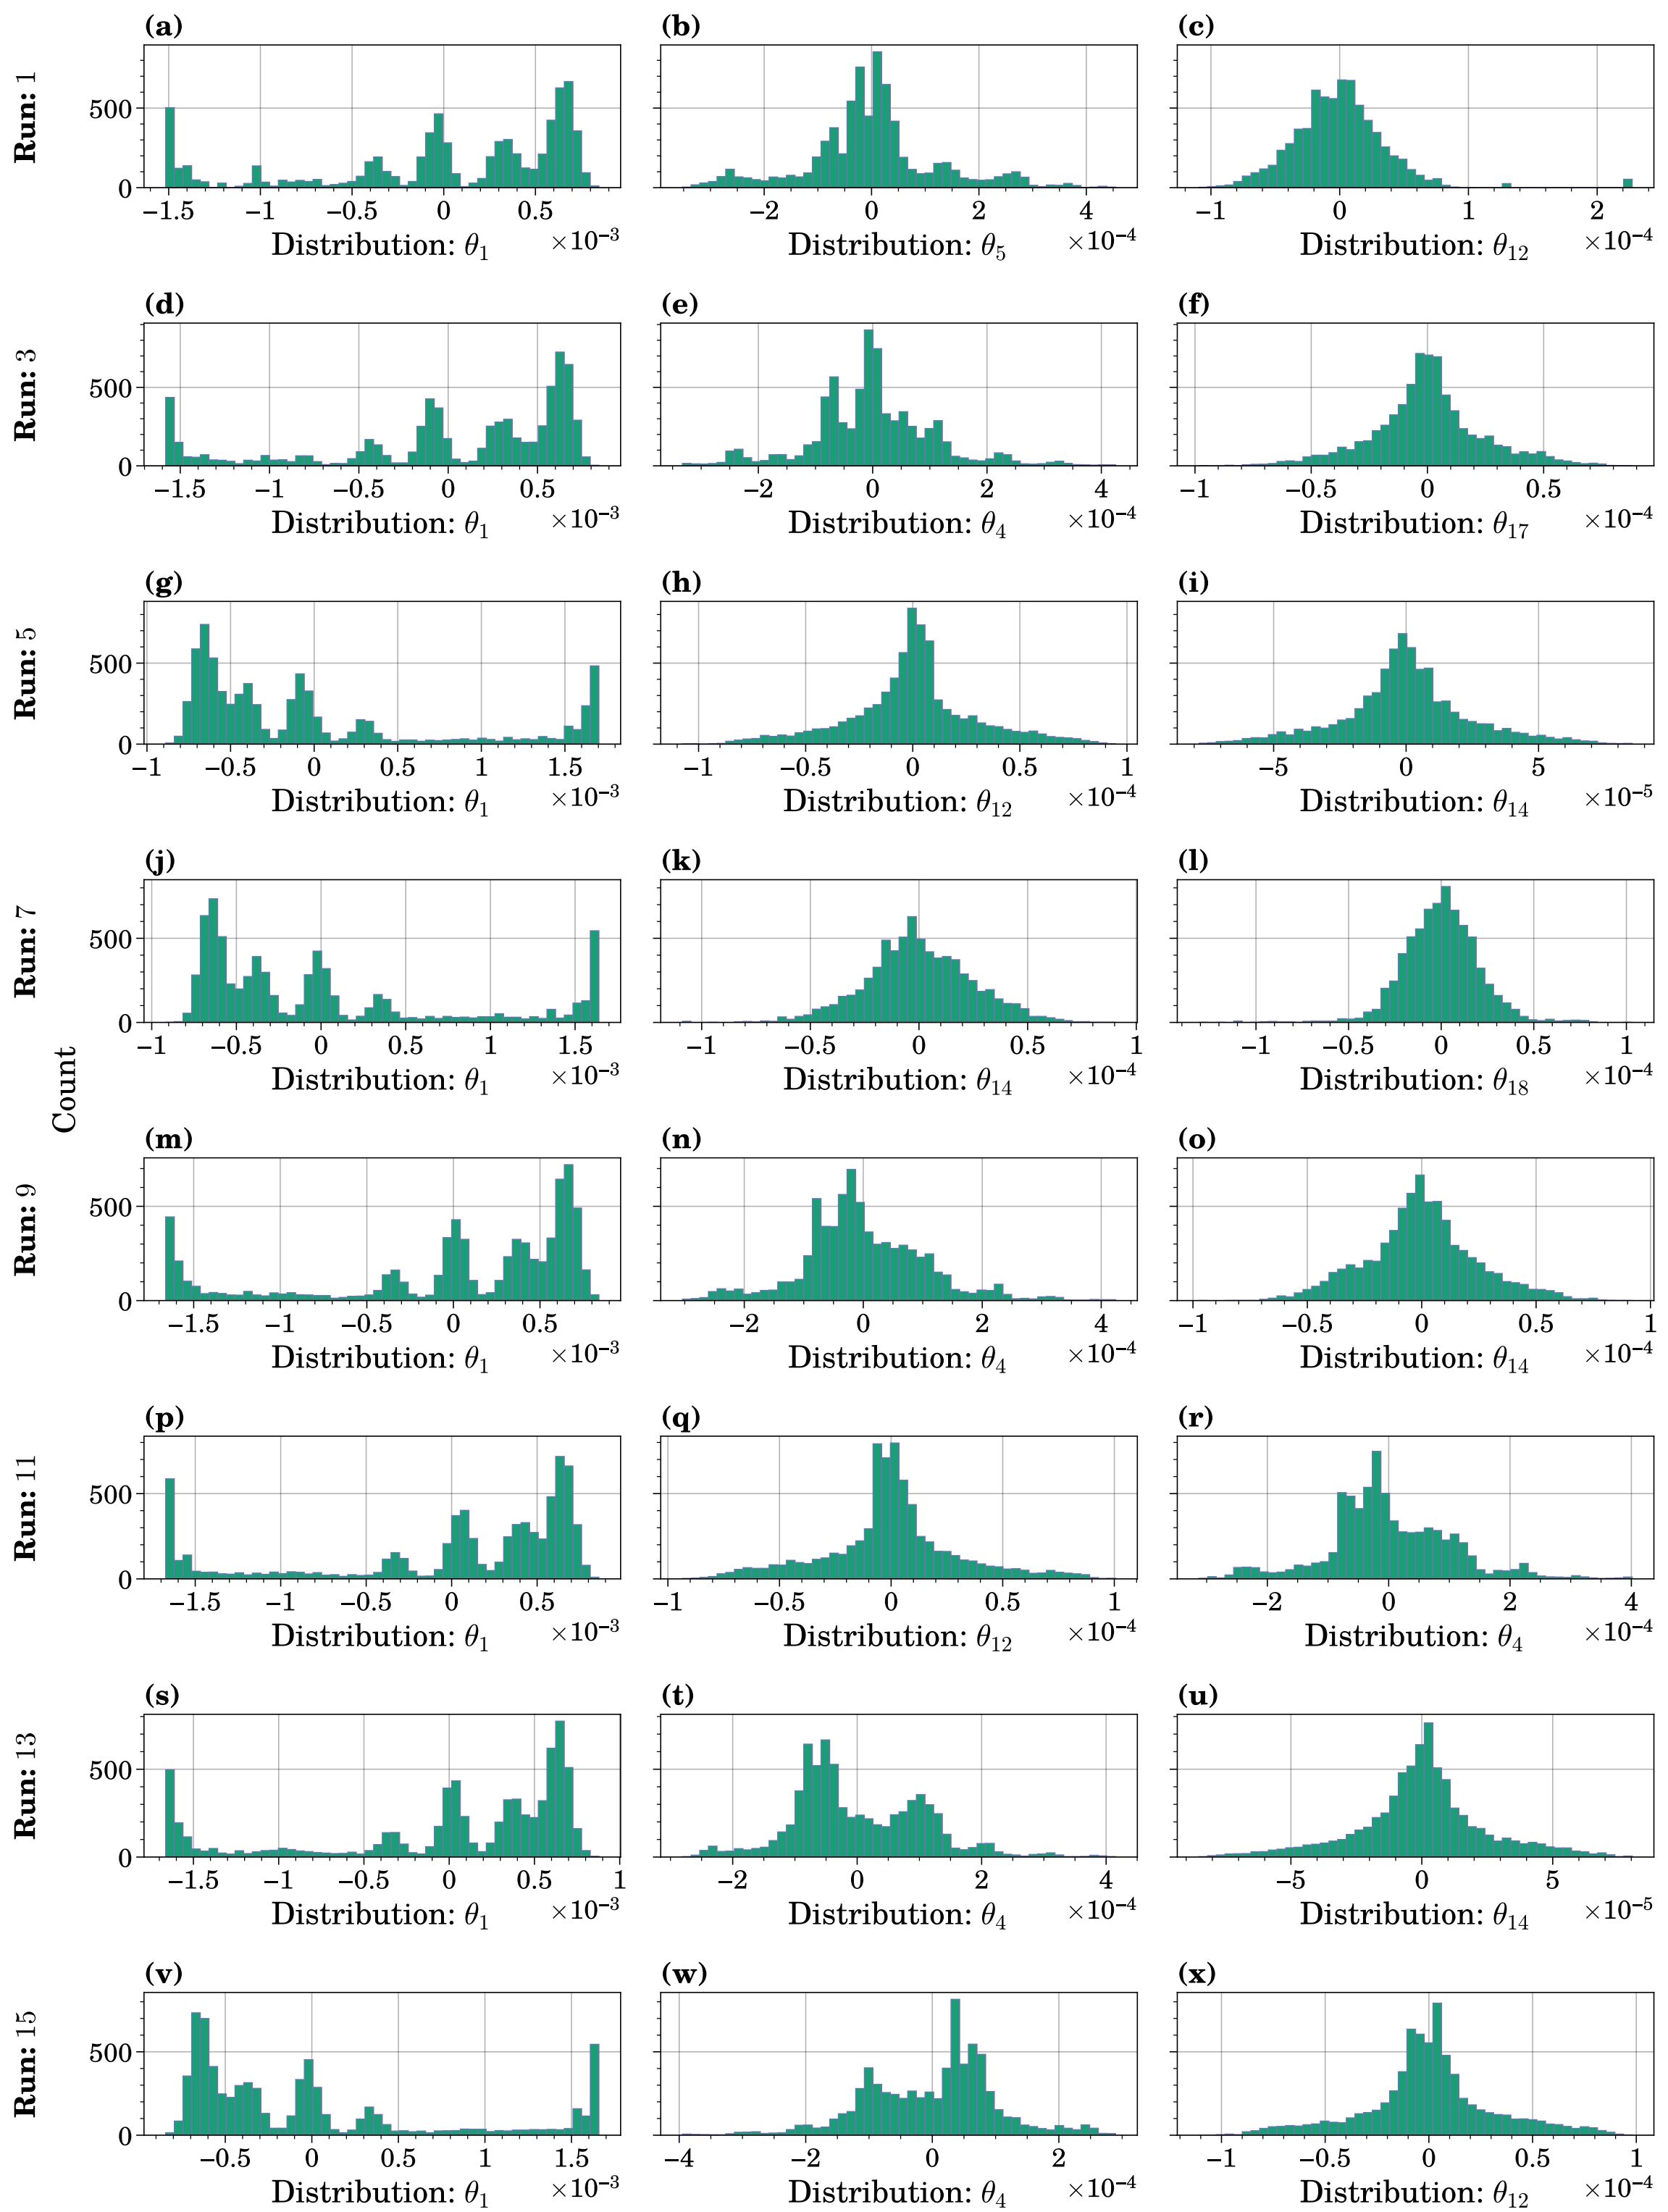 (a) (b) (c)
Run: 1
500
0
−1.5 −1 −0.5 0 0.5 −2 0 2 4 −1 0 1 2
Distribution: θ1 ×10−3 Distribution: θ5 ×10−4 Distribution: θ12 ×10−4
(d) (e) (f)
Run: 3
500
0
−1.5 −1 −0.5 0 0.5 −2 0 2 4 −1 −0.5 0 0.5
Distribution: θ1 ×10−3 Distribution: θ4 ×10−4 Distribution: θ17 ×10−4
(g) (h) (i)
Run: 5
500
0
−1 −0.5 0 0.5 1 1.5 −1 −0.5 0 0.5 1 −5 0 5
Distribution: θ1 ×10−3 Distribution: θ12 ×10−4 Distribution: θ14 ×10−5
(j) (k) (l)
Run: 7
500
0
−1 −0.5 0 0.5 1 1.5 −1 −0.5 0 0.5 1 −1 −0.5 0 0.5 1
Distribution: θ1 ×10−3 Distribution: θ14 ×10−4 Distribution: θ18 ×10−4
Count
(m) (n) (o)
Run: 9
500
0
−1.5 −1 −0.5 0 0.5 −2 0 2 4 −1 −0.5 0 0.5 1
Distribution: θ1 ×10−3 Distribution: θ4 ×10−4 Distribution: θ14 ×10−4
(p) (q) (r)
Run: 11
500
0
−1.5 −1 −0.5 0 0.5 −1 −0.5 0 0.5 1 −2 0 2 4
Distribution: θ1 ×10−3 Distribution: θ12 ×10−4 Distribution: θ4 ×10−4
(s) (t) (u)
Run: 13
500
0
−1.5 −1 −0.5 0 0.5 1 −2 0 2 4 −5 0 5
Distribution: θ1 ×10−3 Distribution: θ4 ×10−4 Distribution: θ14 ×10−5
(v) (w) (x)
Run: 15
500
0
−0.5 0 0.5 1 1.5 −4 −2 0 2 −1 −0.5 0 0.5 1
Distribution: θ1 ×10−3 Distribution: θ4 ×10−4 Distribution: θ12 ×10−4